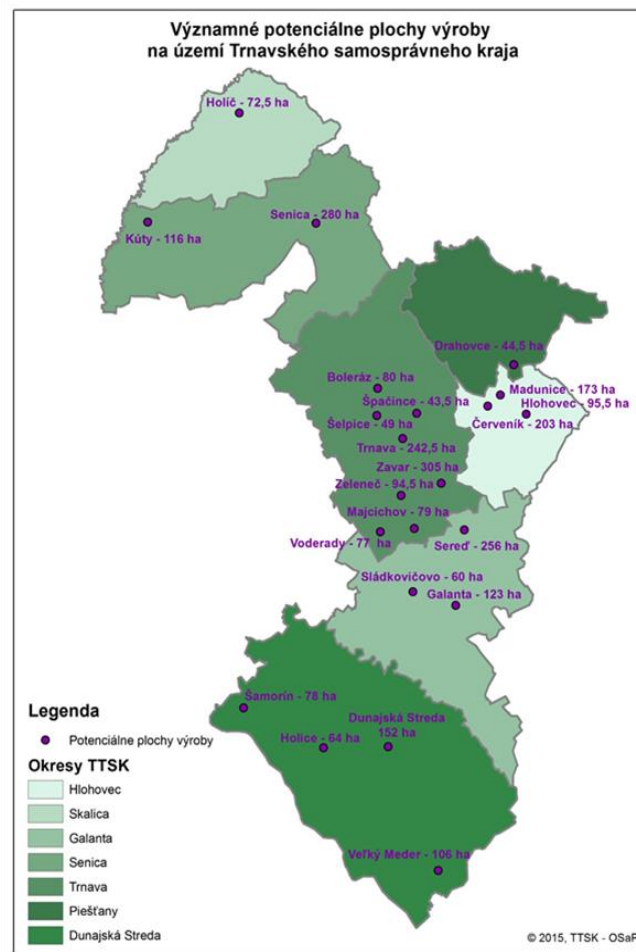 Významné potenciálne plochy výroby
na území Trnavského samosprávneho kraja
Holíč - 72,5 ha
Senica - 280 ha
Kúty - 116 ha
Drahovce - 44,5 ha
Boleráz - 80 ha
Madunice - 173 ha
Špačince - 43,5 ha
Hlohovec - 95,5 ha
Šelpice - 49 ha
Červeník - 203 ha
Trnava - 242,5 ha
Zavar - 305 ha
Zeleneč - 94,5 ha
Majcichov - 79 ha
Voderady - 77 ha
Sereď - 256 ha
Sládkovičovo - 60 ha
Galanta - 123 ha
Šamorín - 78 ha
Dunajská Streda
152 ha
Holice - 64 ha
Veľký Meder - 106 ha
Legenda
Potenciálne plochy výroby
Okresy TTSK
Hlohovec
Skalica
Galanta
Senica
Trnava
Piešťany
Dunajská Streda
© 2015, TTSK - OSaP